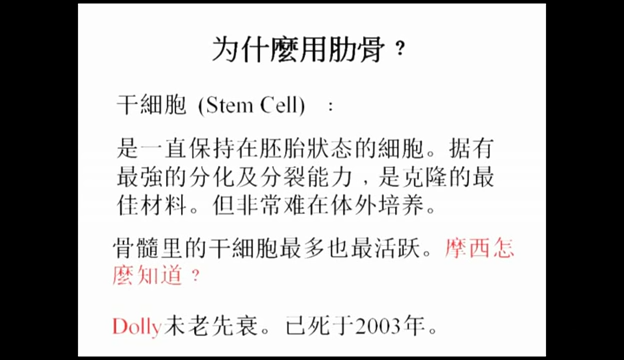 为什麼用肋骨？
干細胞 (Stem Cell) ：
是一直保持在胚胎狀态的細胞。据有
最強的分化及分裂能力，是克隆的最
佳材料。但非常难在体外培养。
骨髓里的干細胞最多也最活跃。摩西怎
麼知道？
Dolly未老先衰。已死于2003年。